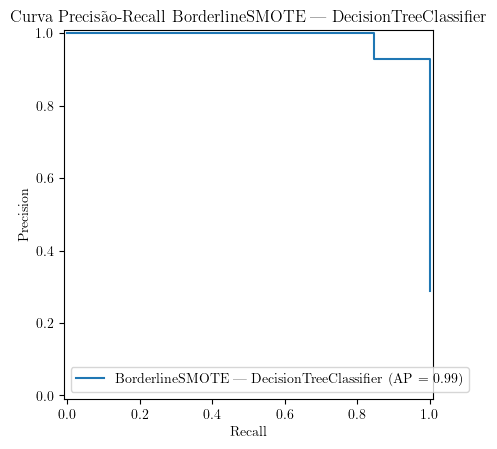 Curva Precisão-Recall BorderlineSMOTE — DecisionTreeClassifier
1.0
0.8
0.6
0.4
0.2
0.0
Precision
BorderlineSMOTE — DecisionTreeClassifier (AP = 0.99)
0.0 0.2 0.4 0.6 0.8 1.0
Recall